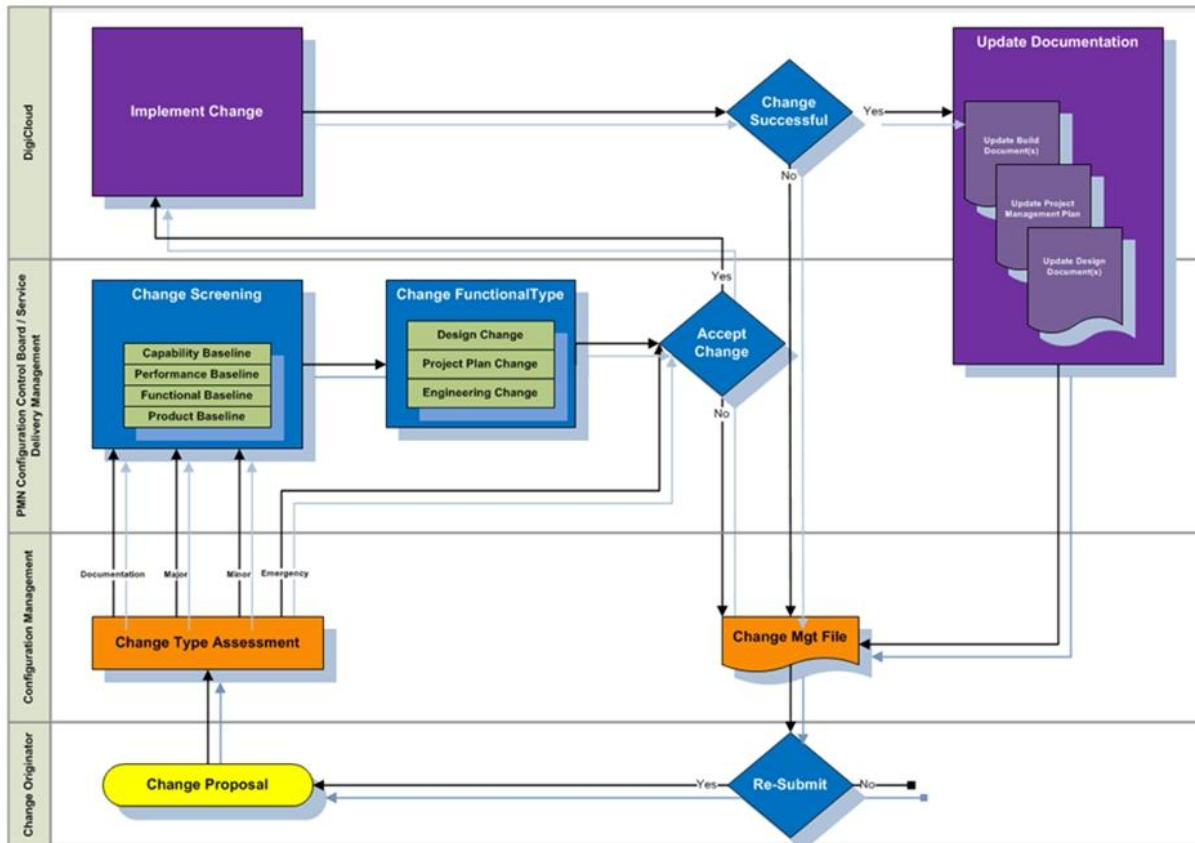 DigiCloud
Implement Change
Change
Successful
Yes
No
Update Documentation
Update Build
Document(s)
Update Project
Management Plan
Update Design
Document(s)
PMN Configuration Control Board / Service
Delivery Management
Change Screening
Capability Baseline
Performance Baseline
Functional Baseline
Product Baseline
Change FunctionalType
Design Change
Project Plan Change
Engineering Change
Yes
Accept
Change
No
Configuration Management
Documentation
Major
Minor
Emergency
Change Type Assessment
Change Mgt File
Change Originator
Change Proposal
Yes
Re-Submit
No